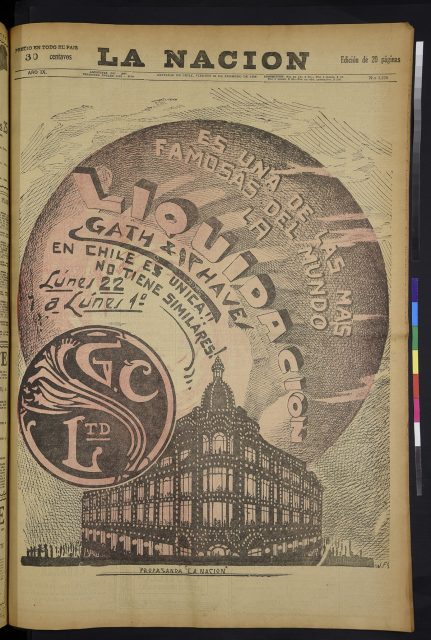 PRECIO EN TODO EL PAIS
30 centavos
LA NACION
Edición de 20 páginas
AÑO IX.
ES UNA DE LAS MAS
FAMOSAS DEL MUNDO
LA
LIQUIDACION
GATH & CHAVES
EN CHILE ES UNICA..!
NO TIENE SIMILARES!
Lúnes 22
a Lúnes 1º
G.C
LTD
PROPAGANDA "LA NACION"